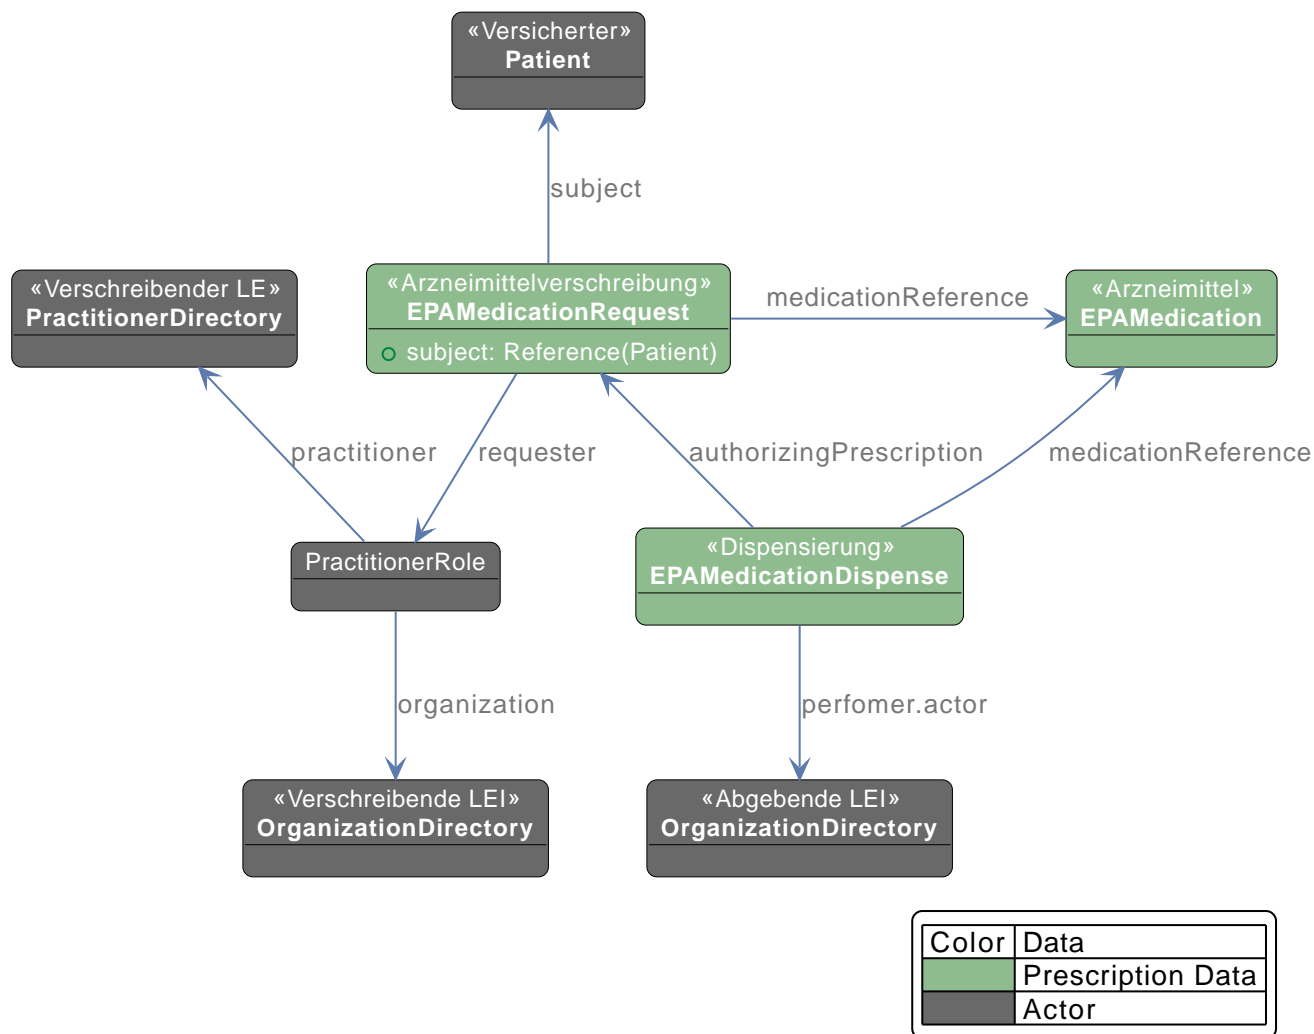 «Versicherter»
Patient
subject
«Verschreibender LE»
PractitionerDirectory
«Arzneimittelverschreibung»
EPAMedicationRequest
subject: Reference(Patient)
medicationReference
«Arzneimittel»
EPAMedication
practitioner
requester
authorizingPrescription
medicationReference
PractitionerRole
«Dispensierung»
EPAMedicationDispense
organization
perfomer.actor
«Verschreibende LEI»
OrganizationDirectory
«Abgebende LEI»
OrganizationDirectory
Color Data
Prescription Data
Actor